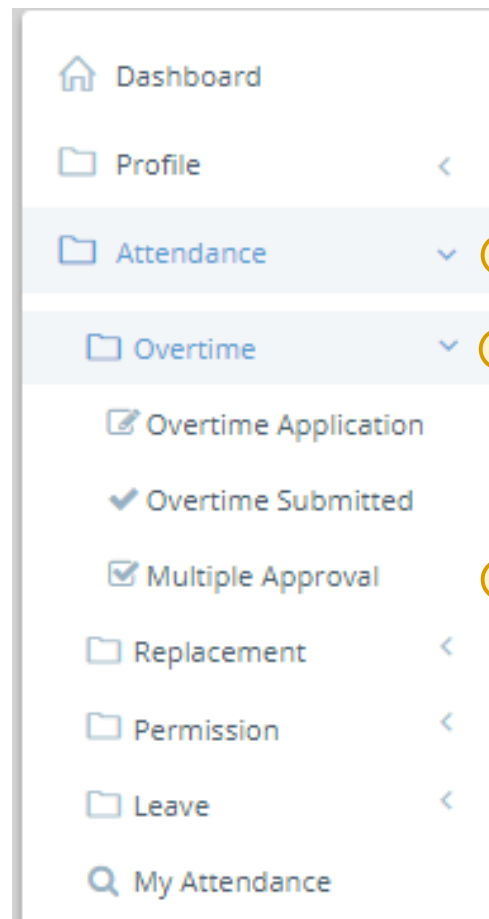 Dashboard
Profile
Attendance
Overtime
Overtime Application
Overtime Submitted
Multiple Approval
Replacement
Permission
Leave
My Attendance